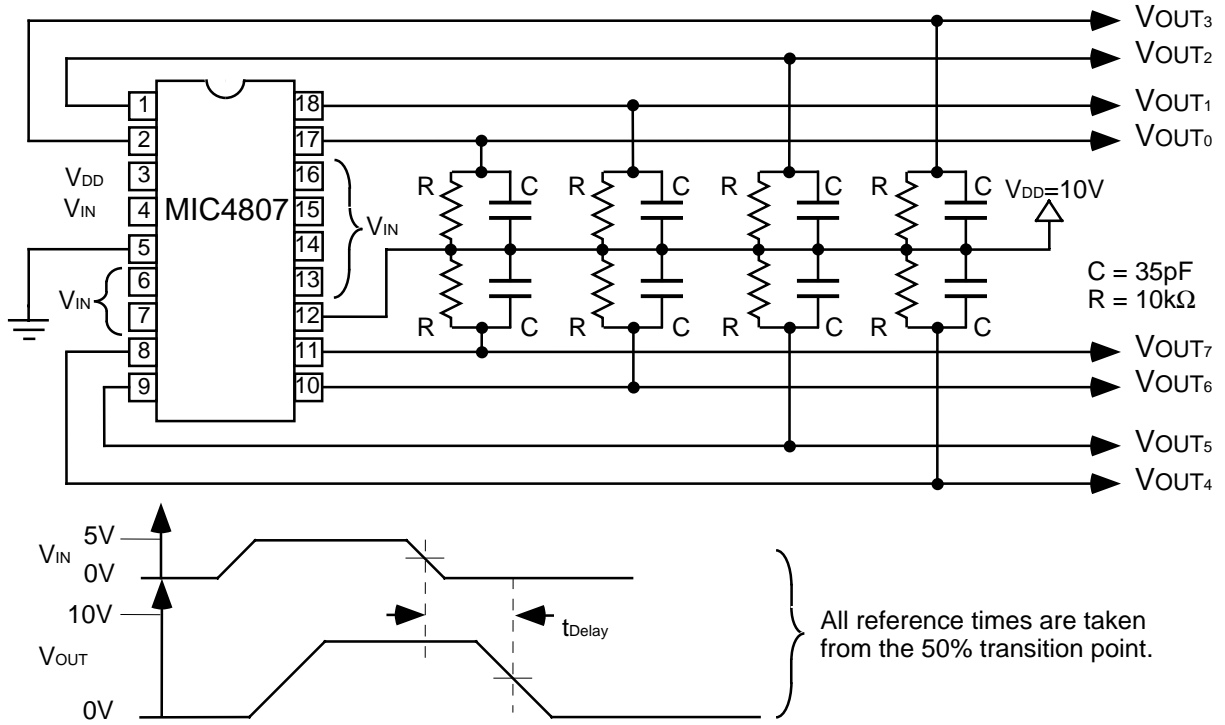 VOUT3
VOUT2
VOUT1
VOUT0
1
18
2
17
VDD
3
16
VIN
4
MIC4807
15
VIN
5
14
VIN
6
13
7
12
8
11
9
10
R
C
R
C
R
C
R
C
VDD=10V
R
C
R
C
R
C
R
C
C = 35pF
R = 10kΩ
VOUT7
VOUT6
VOUT5
VOUT4
VIN
5V
0V
10V
VOUT
0V
tDelay
All reference times are taken
from the 50% transition point.